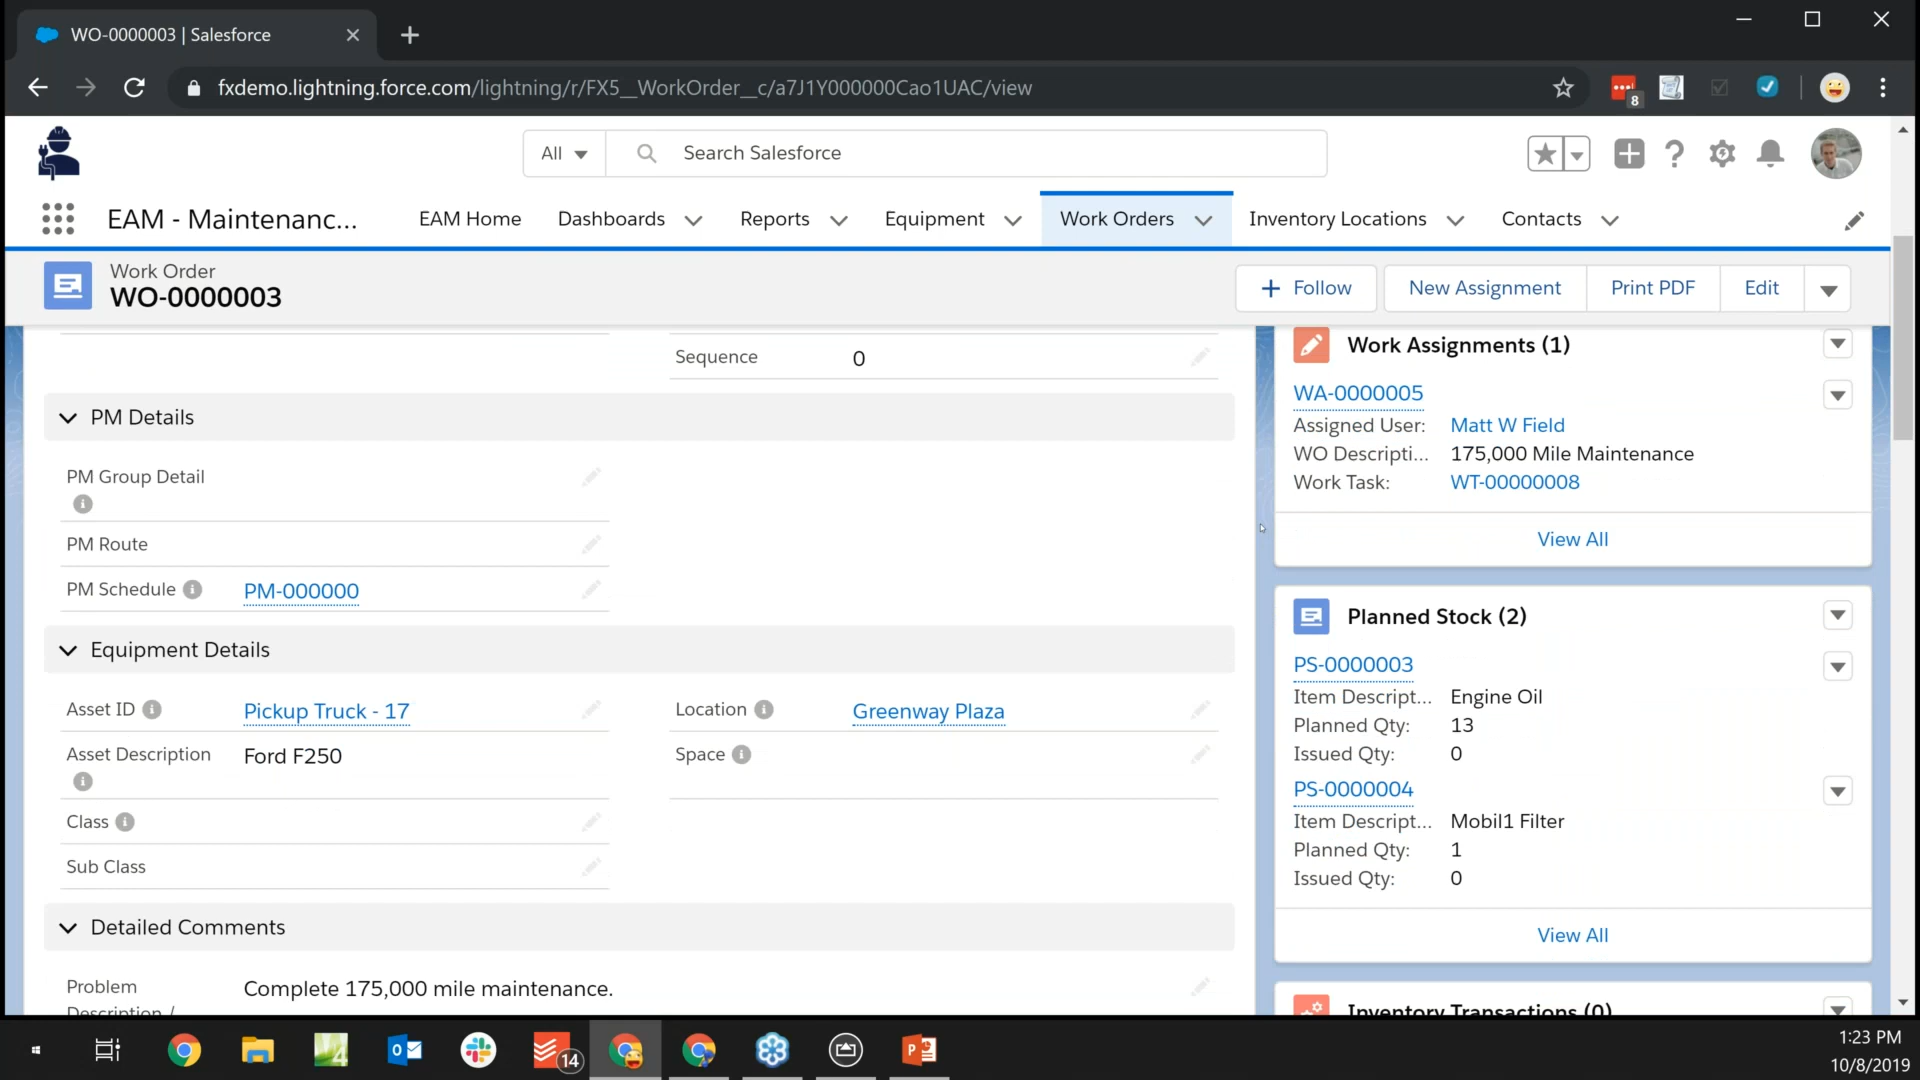 WO-0000003 | Salesforce
fxdemo.lightning.force.com/lightning/r/FX5__WorkOrder__c/a7J1Y000000Cao1UAC/view
8
All
Search Salesforce
EAM - Maintenanc...
EAM Home
Dashboards
Reports
Equipment
Work Orders
Inventory Locations
Contacts
Work Order
WO-0000003
Follow
New Assignment
Print PDF
Edit
Sequence
0
PM Details
PM Group Detail
PM Route
PM Schedule
PM-000000
Equipment Details
Asset ID
Pickup Truck - 17
Location
Greenway Plaza
Asset Description
Ford F250
Space
Class
Sub Class
Detailed Comments
Problem
Description /
Complete 175,000 mile maintenance.
Work Assignments (1)
WA-0000005
Assigned User:
Matt W Field
WO Descripti...
175,000 Mile Maintenance
Work Task:
WT-00000008
View All
Planned Stock (2)
PS-0000003
Item Descript...
Engine Oil
Planned Qty:
13
Issued Qty:
0
PS-0000004
Item Descript...
Mobil1 Filter
Planned Qty:
1
Issued Qty:
0
View All
Inventory Transactions (0)
14
1:23 PM
10/8/2019